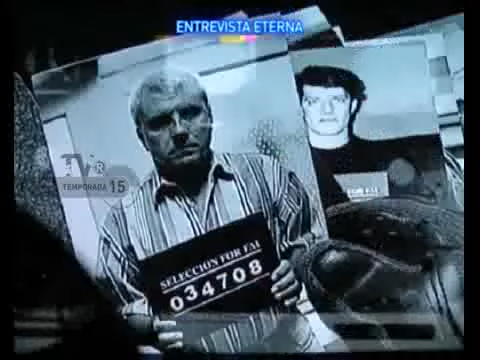 ENTREVISTA ETERNA
TVR
TEMPORADA 15
SELECCION FOR FAI
034708